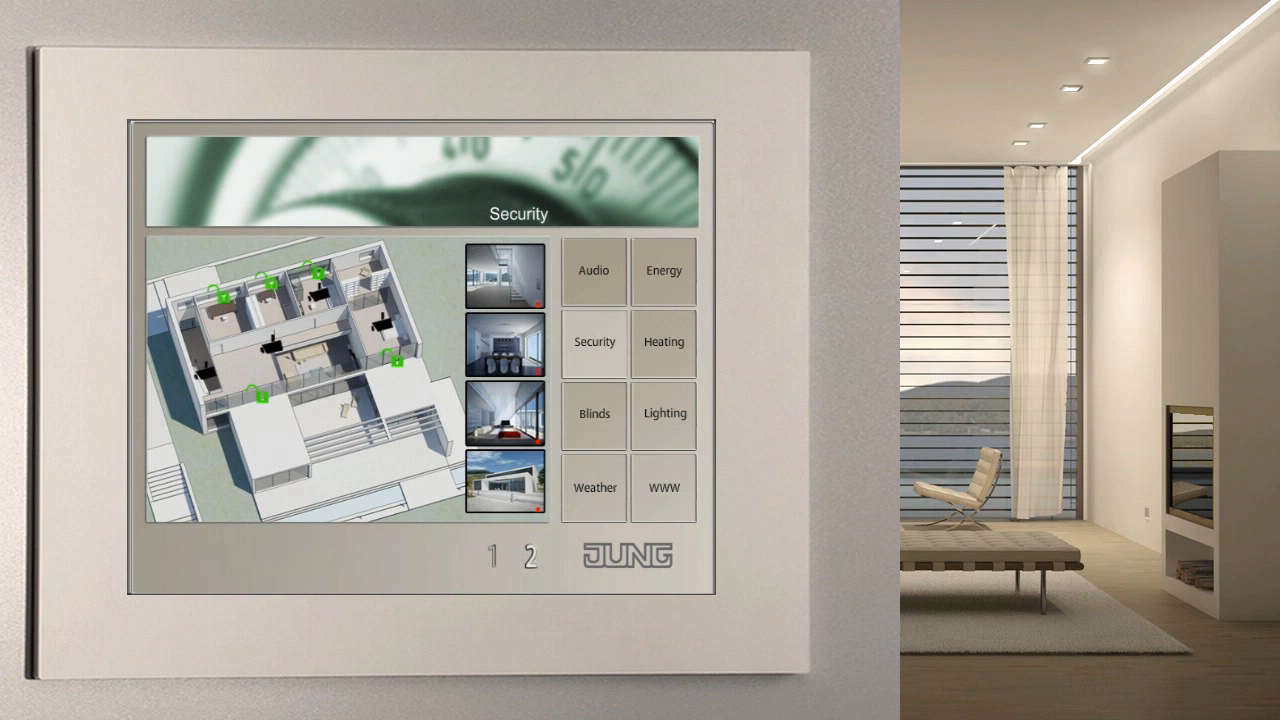 Security
Audio
Energy
Security
Heating
Blinds
Lighting
Weather
WWW
1 2
JUNG